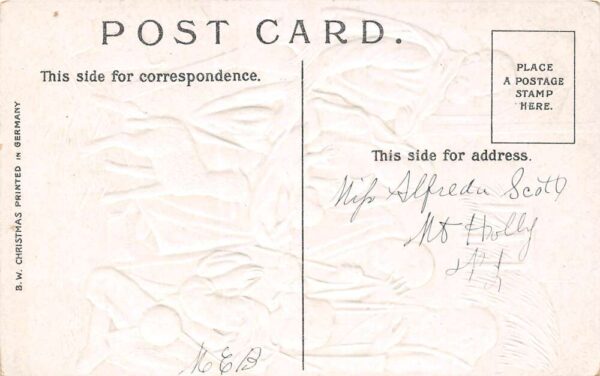 POST CARD.
This side for correspondence.
PLACE
A POSTAGE
STAMP
HERE.
This side for address.
Miss Alfreda Scott
Mt Holly
N.J.
M E B
B. W. CHRISTMAS PRINTED IN GERMANY